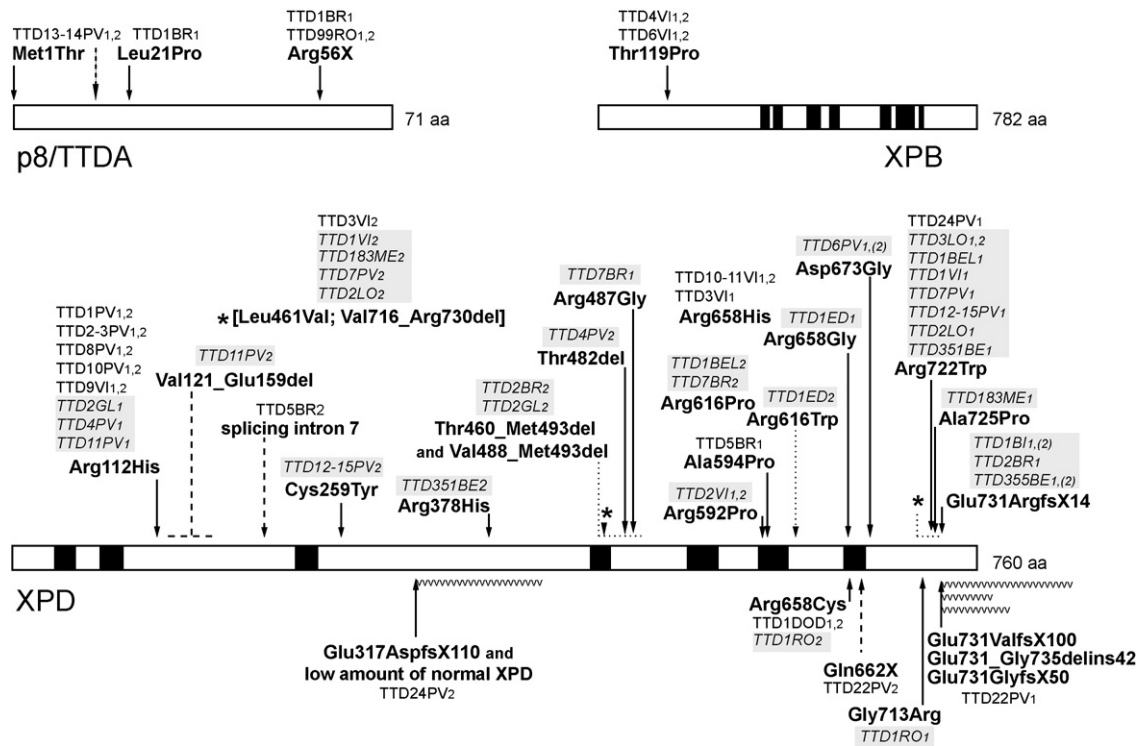 TTD13-14PV1,2
Met1Thr
TTD1BR1
Leu21Pro
TTD1BR1
TTD99RO1,2
Arg56X
71 aa
p8/TTDA
TTD4VI1,2
TTD6VI1,2
Thr119Pro
782 aa
XPB
TTD1PV1,2
TTD2-3PV1,2
TTD8PV1,2
TTD10PV1,2
TTD9VI1,2
TTD2GL1
TTD4PV1
TTD11PV1
Arg112His
TTD11PV2
Val121_Glu159del
TTD3VI2
TTD1VI2
TTD183ME2
TTD7PV2
TTD2LO2
* [Leu461Val; Val716_Arg730del]
TTD5BR2
splicing intron 7
TTD12-15PV2
Cys259Tyr
TTD351BE2
Arg378His
TTD2BR2
TTD2GL2
Thr460_Met493del
and Val488_Met493del
*
TTD4PV2
Thr482del
TTD7BR1
Arg487Gly
TTD10-11VI1,2
TTD3VI1
Arg658His
TTD1BEL2
TTD7BR2
Arg616Pro
TTD5BR1
Ala594Pro
TTD2VI1,2
Arg592Pro
TTD1ED2
Arg616Trp
TTD1ED1
Arg658Gly
TTD6PV1,(2)
Asp673Gly
TTD24PV1
TTD3LO1,2
TTD1BEL1
TTD1VI1
TTD7PV1
TTD12-15PV1
TTD2LO1
TTD351BE1
Arg722Trp
TTD183ME1
Ala725Pro
TTD1BI1,(2)
TTD2BR1
TTD355BE1,(2)
Glu731ArgfsX14
*
760 aa
XPD
Glu317AspfsX110 and
low amount of normal XPD
TTD24PV2
Arg658Cys
TTD1DOD1,2
TTD1RO2
Gln662X
TTD22PV2
Gly713Arg
TTD1RO1
Glu731ValfsX100
Glu731_Gly735delins42
Glu731GlyfsX50
TTD22PV1